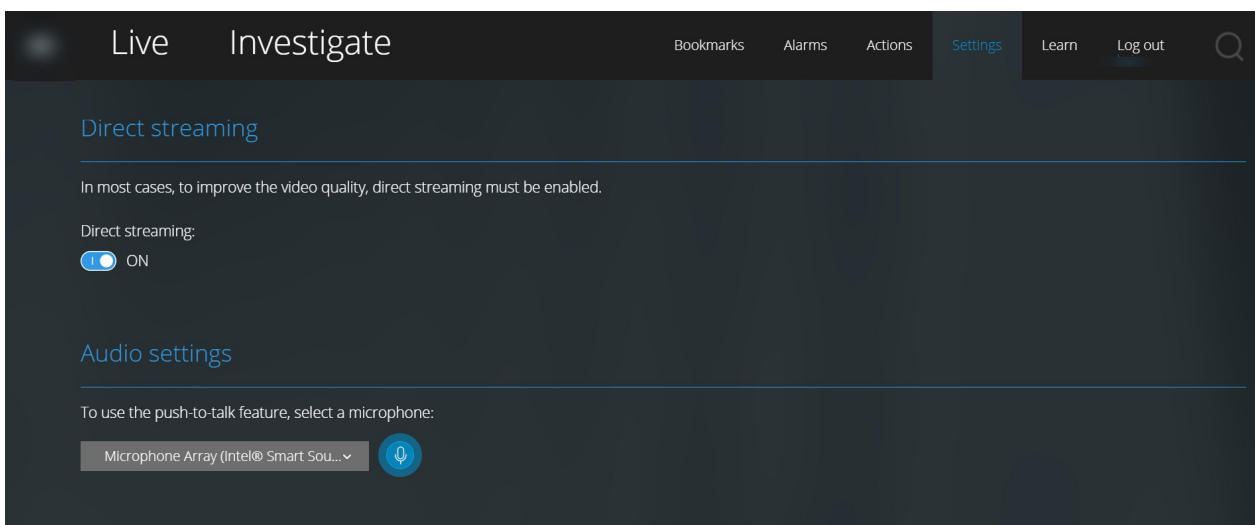 Live Investigate Bookmarks Alarms Actions Settings Learn Log out
Direct streaming
In most cases, to improve the video quality, direct streaming must be enabled.
Direct streaming:
ON
Audio settings
To use the push-to-talk feature, select a microphone:
Microphone Array (Intel® Smart Sou...